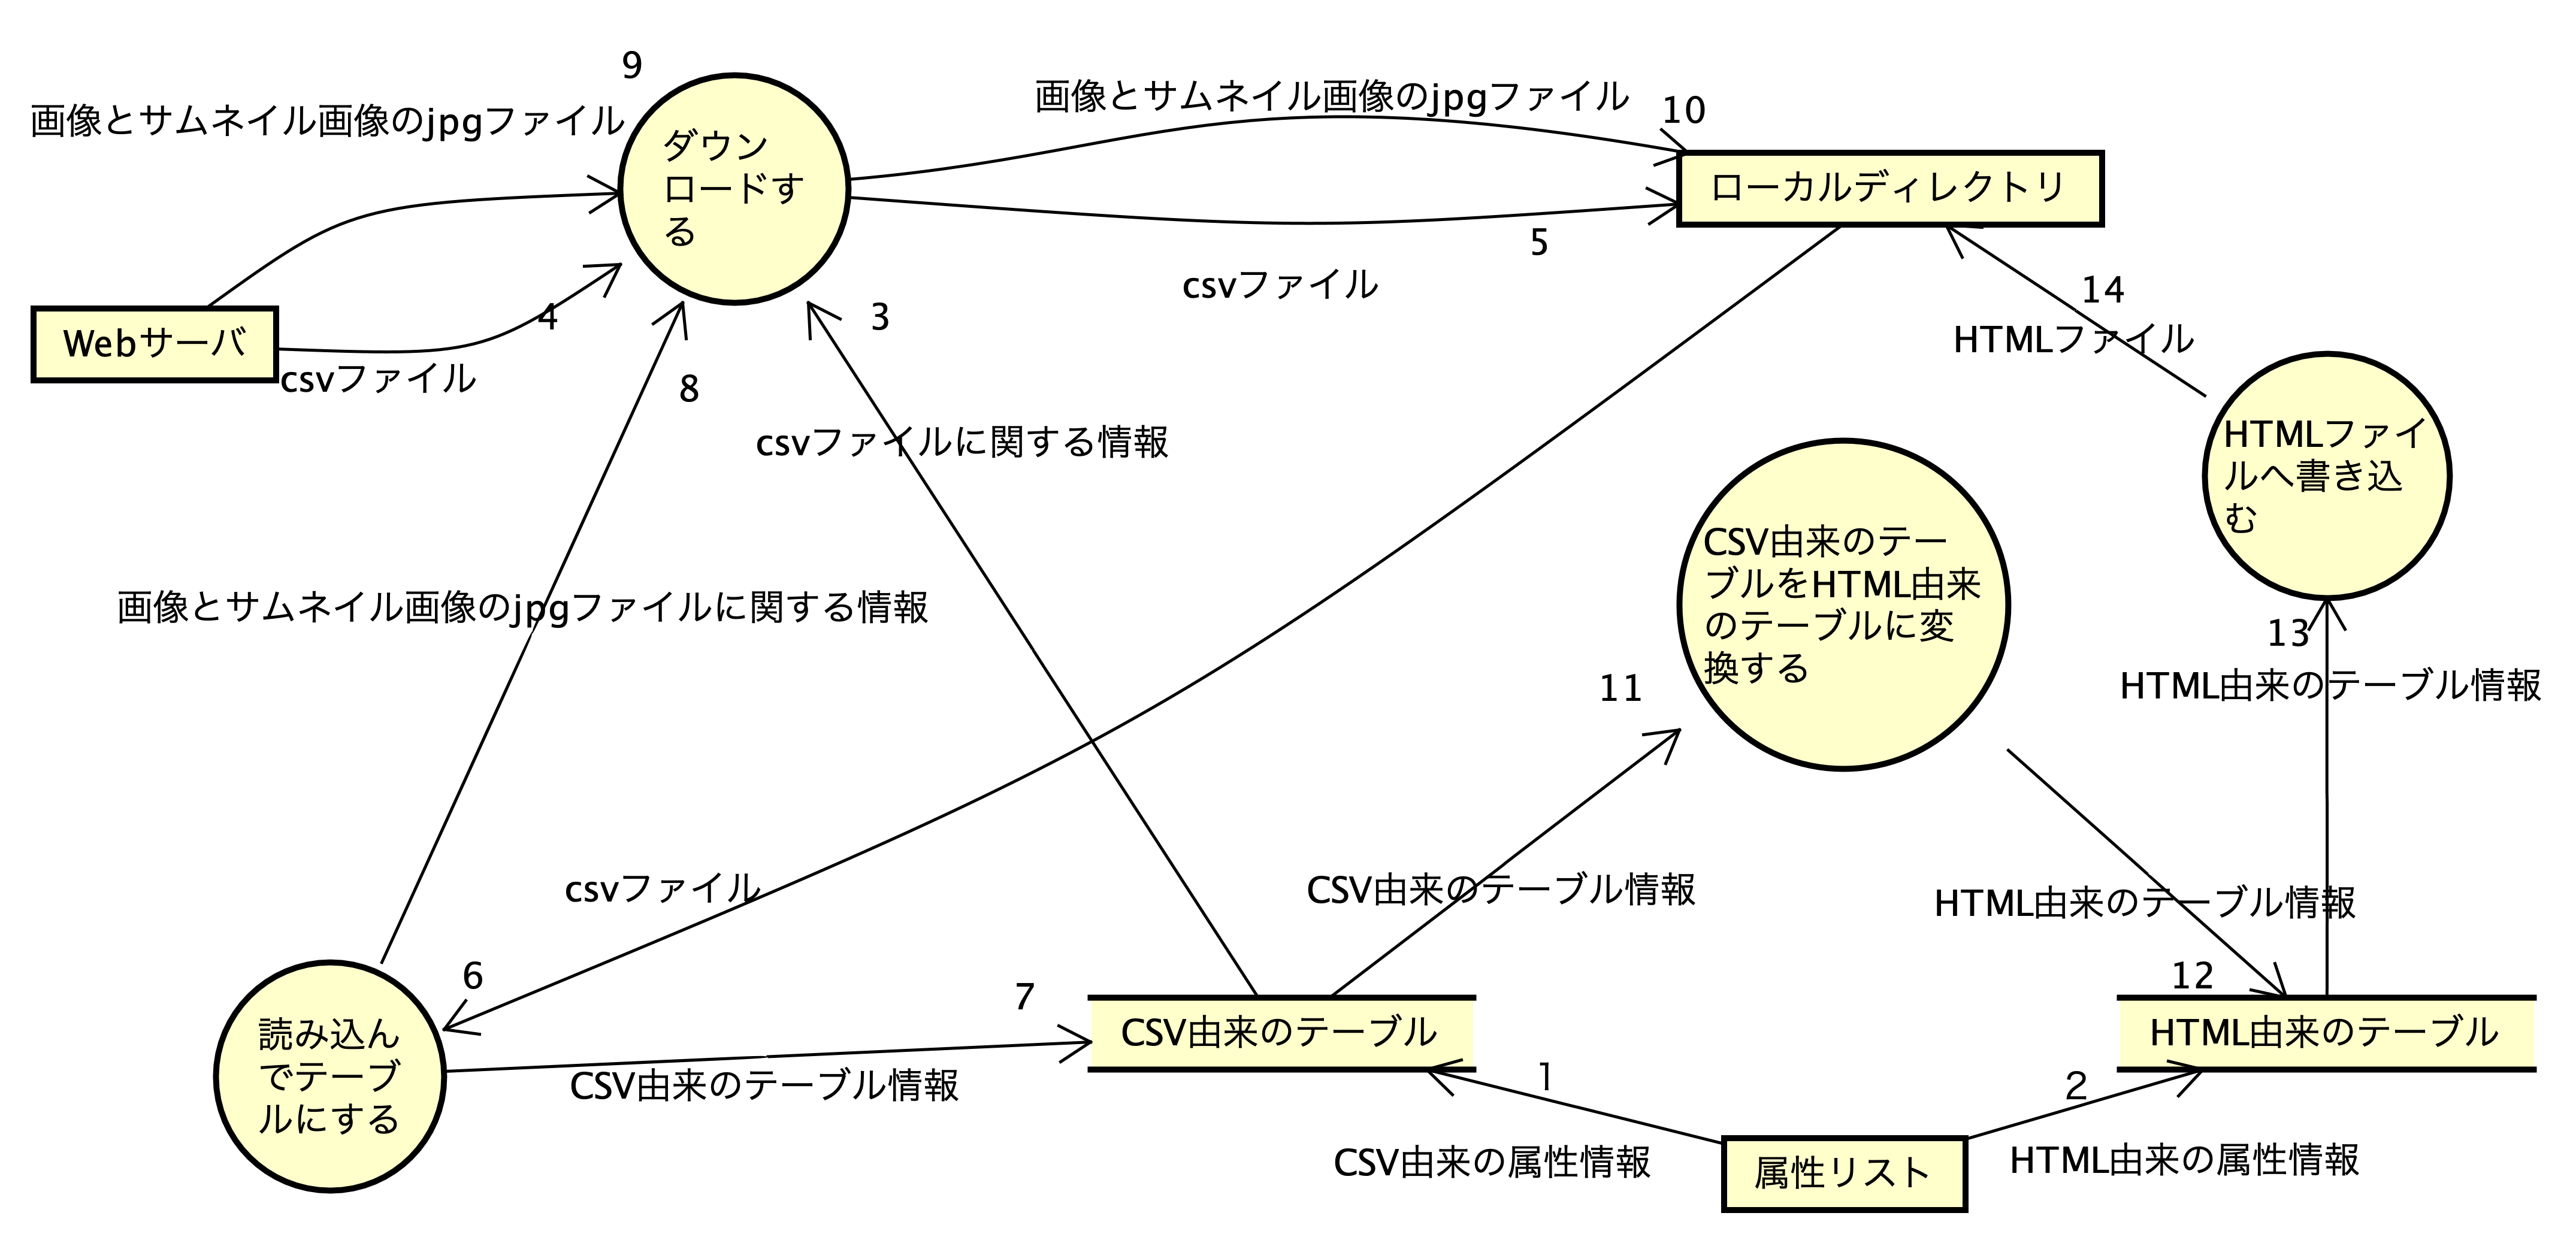 9
画像とサムネイル画像のjpgファイル
ダウン
ロードす
る
画像とサムネイル画像のjpgファイル
10
ローカルディレクトリ
5
csvファイル
Webサーバ
4
csvファイル
3
8
csvファイルに関する情報
14
HTMLファイル
HTMLファイ
ルへ書き込
む
CSV由来のテー
ブルをHTML由来
のテーブルに変
換する
画像とサムネイル画像のjpgファイルに関する情報
11
13
HTML由来のテーブル情報
csvファイル
CSV由来のテーブル情報
HTML由来のテーブル情報
6
7
12
読み込ん
でテーブ
ルにする
CSV由来のテーブル
HTML由来のテーブル
CSV由来のテーブル情報
1
2
CSV由来の属性情報
属性リスト
HTML由来の属性情報